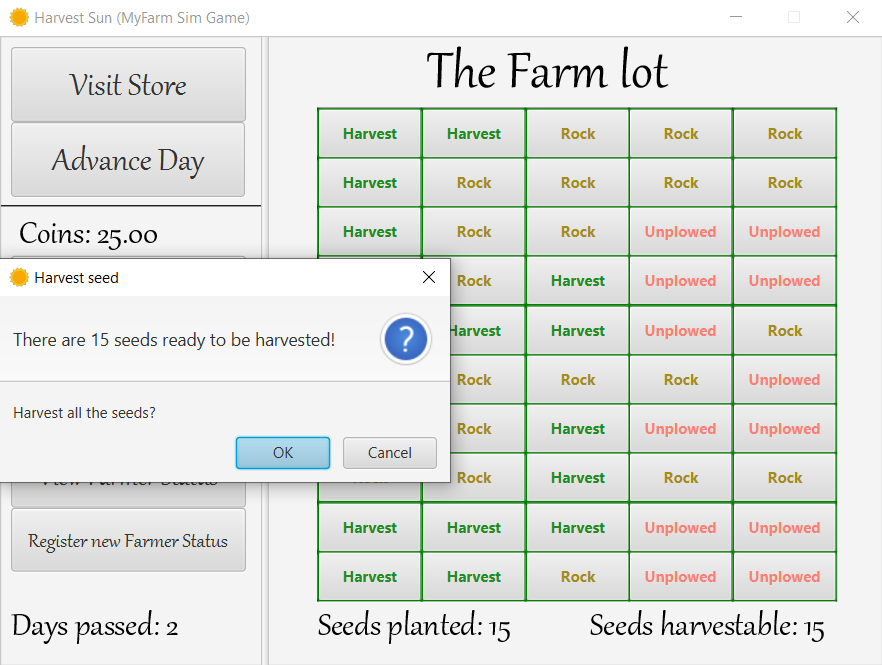 Harvest Sun (MyFarm Sim Game)
Visit Store
Advance Day
Coins: 25.00
Harvest seed
There are 15 seeds ready to be harvested!
Harvest all the seeds?
OK Cancel
View Farmer Status
Register new Farmer Status
Days passed: 2
The Farm lot
Harvest Harvest Rock Rock Rock
Harvest Rock Rock Rock Rock
Harvest Rock Rock Unplowed Unplowed
Rock Harvest Unplowed Unplowed
Harvest Harvest Unplowed Rock
Rock Rock Rock Unplowed
Rock Harvest Unplowed Unplowed
Rock Harvest Rock Rock
Harvest Harvest Harvest Unplowed Unplowed
Harvest Harvest Rock Unplowed Unplowed
Seeds planted: 15 Seeds harvestable: 15